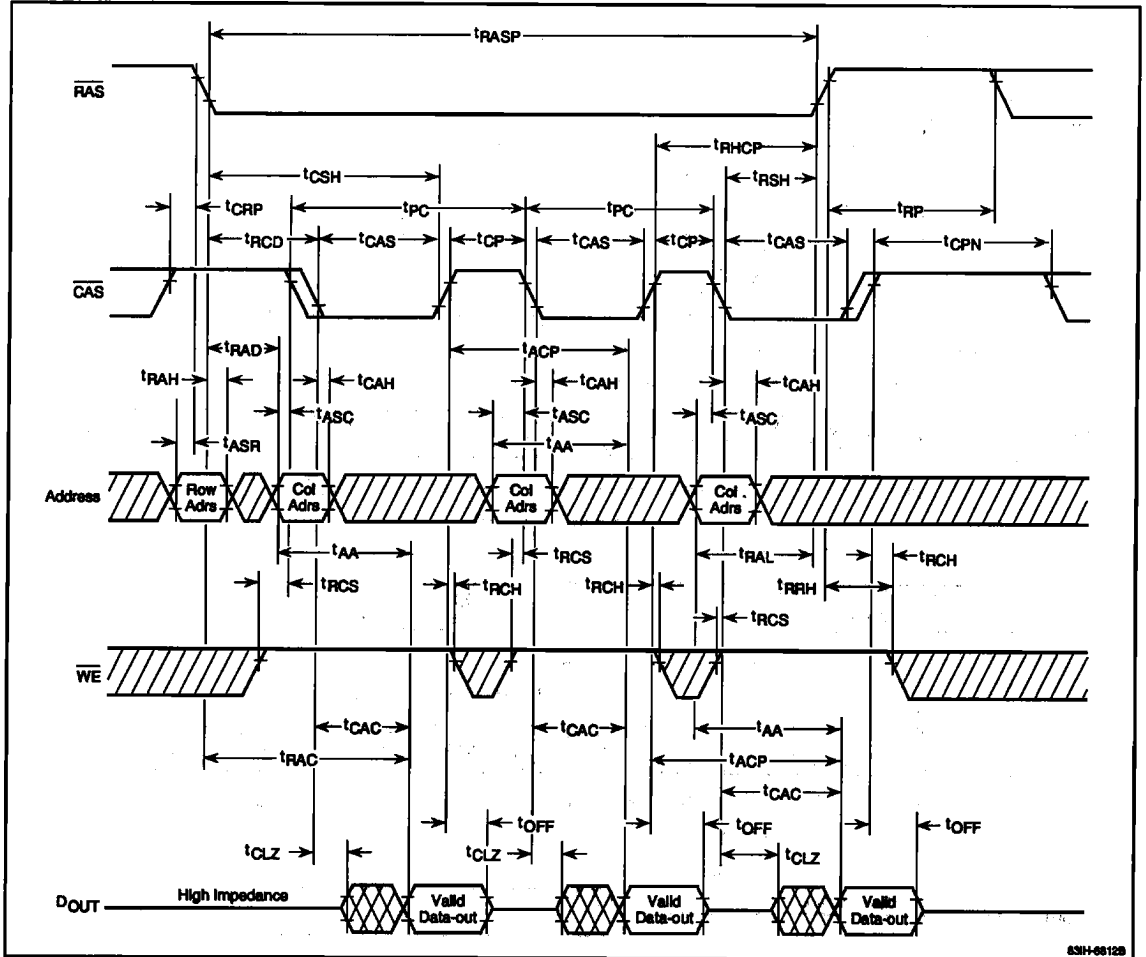 tRASP
RAS
tRHCP
tCSH
tRSH
tCRP
tPC
tPC
tRP
tRCD
tCAS
tCP
tCAS
tCP
tCAS
tCPN
CAS
tRAD
tACP
tRAH
tCAH
tCAH
tCAH
tASC
tASC
tASC
tASR
tAA
Address
Row Adrs
Col Adrs
Col Adrs
Col Adrs
tAA
tRCS
tRAL
tRCH
tRCS
tRCH
tRCH
tRRH
tRCS
WE
tCAC
tCAC
tAA
tRAC
tACP
tCAC
tOFF
tOFF
tOFF
tCLZ
tCLZ
tCLZ
DOUT
High Impedance
Valid Data-out
Valid Data-out
Valid Data-out
83IH-6812B